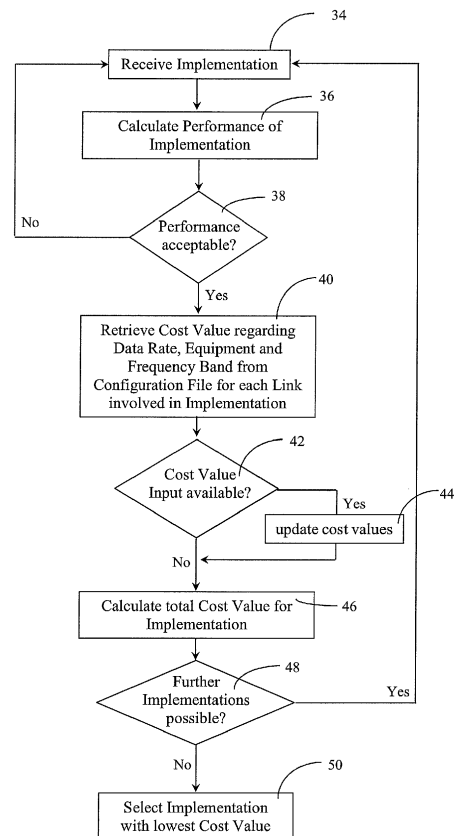 34
Receive Implementation
36
Calculate Performance of
Implementation
38
No
Performance
acceptable?
Yes
40
Retrieve Cost Value regarding
Data Rate, Equipment and
Frequency Band from
Configuration File for each Link
involved in Implementation
42
Cost Value
Input available?
Yes
44
update cost values
No
Calculate total Cost Value for
Implementation
46
48
Further
Implementations
possible?
Yes
No
50
Select Implementation
with lowest Cost Value